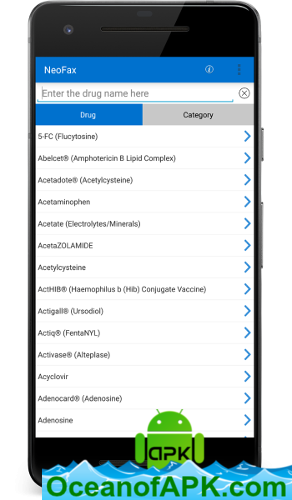 NeoFax
Enter the drug name here
Drug Category
5-FC (Flucytosine)
Abelcet® (Amphotericin B Lipid Complex)
Acetadote® (Acetylcysteine)
Acetaminophen
Acetate (Electrolytes/Minerals)
AcetaZOLAMIDE
Acetylcysteine
ActHIB® (Haemophilus b (Hib) Conjugate Vaccine)
Actigall® (Ursodiol)
Actiq® (FentaNYL)
Activase® (Alteplase)
Acyclovir
Adenocard® (Adenosine)
Adenosine
APK
OceanofAPK.com